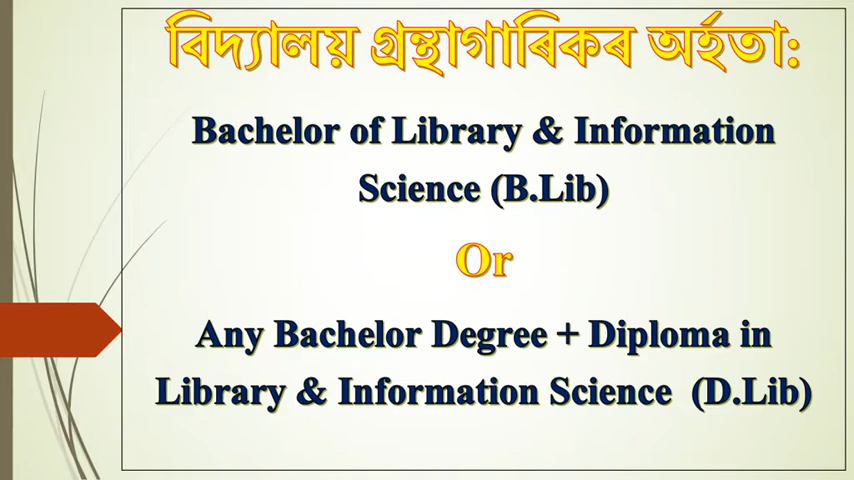 বিদ্যালয় গ্ৰন্থাগাৰিকৰ অৰ্হতা:
Bachelor of Library & Information
Science (B.Lib)
Or
Any Bachelor Degree + Diploma in
Library & Information Science (D.Lib)